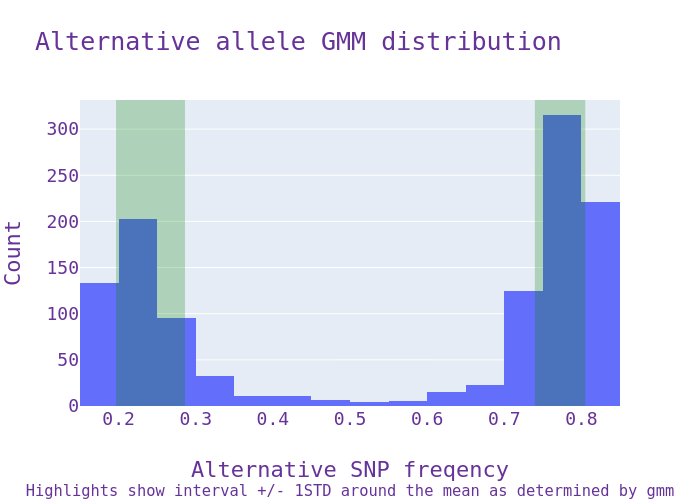 Alternative allele GMM distribution
300
250
200
150
100
50
0
Count
0.2 0.3 0.4 0.5 0.6 0.7 0.8
Alternative SNP freqency
Highlights show interval +/- 1STD around the mean as determined by gmm